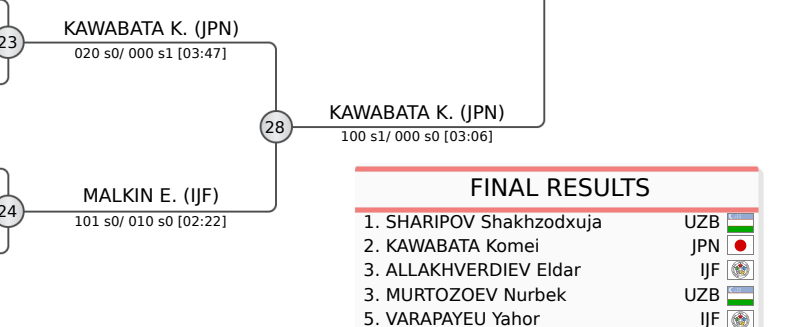 23
KAWABATA K. (JPN)
020 s0/ 000 s1 [03:47]
28
KAWABATA K. (JPN)
100 s1/ 000 s0 [03:06]
24
MALKIN E. (IJF)
101 s0/ 010 s0 [02:22]
FINAL RESULTS
1. SHARIPOV Shakhzodxuja UZB
2. KAWABATA Komei JPN
3. ALLAKHVERDIEV Eldar IJF
3. MURTOZOEV Nurbek UZB
5. VARAPAYEU Yahor IJF